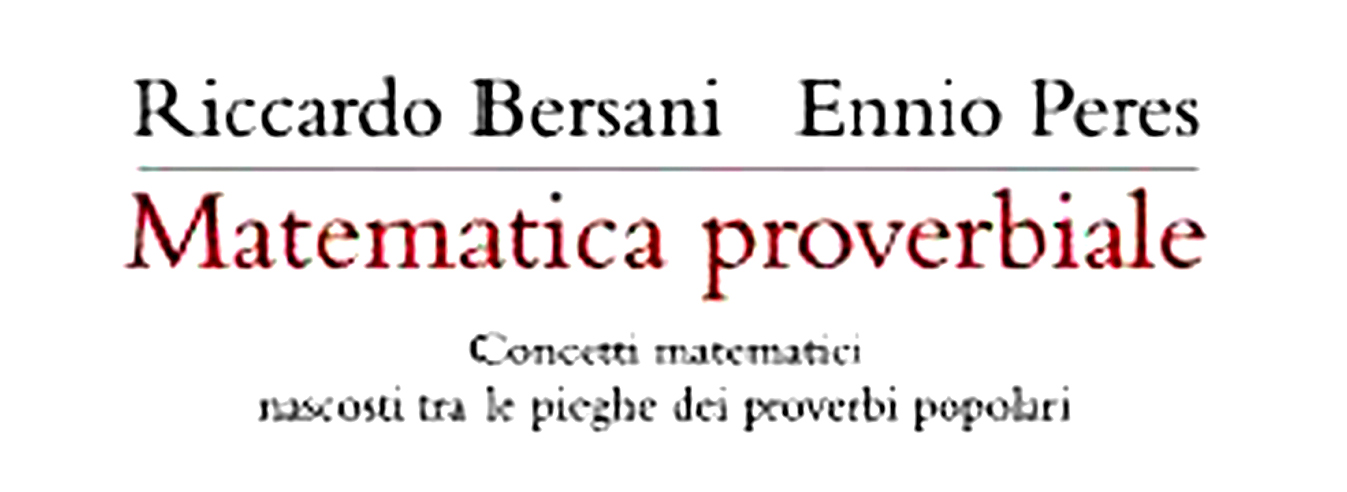 Riccardo Bersani Ennio Peres
Matematica proverbiale
Concetti matematici
nascosti tra le pieghe dei proverbi popolari